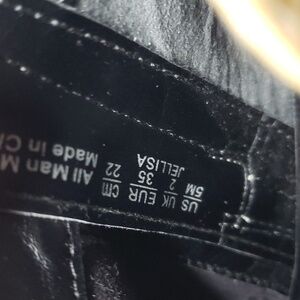 US UK EUR cm
5M 2 35 22
JELLISA
All Man M
Made in C